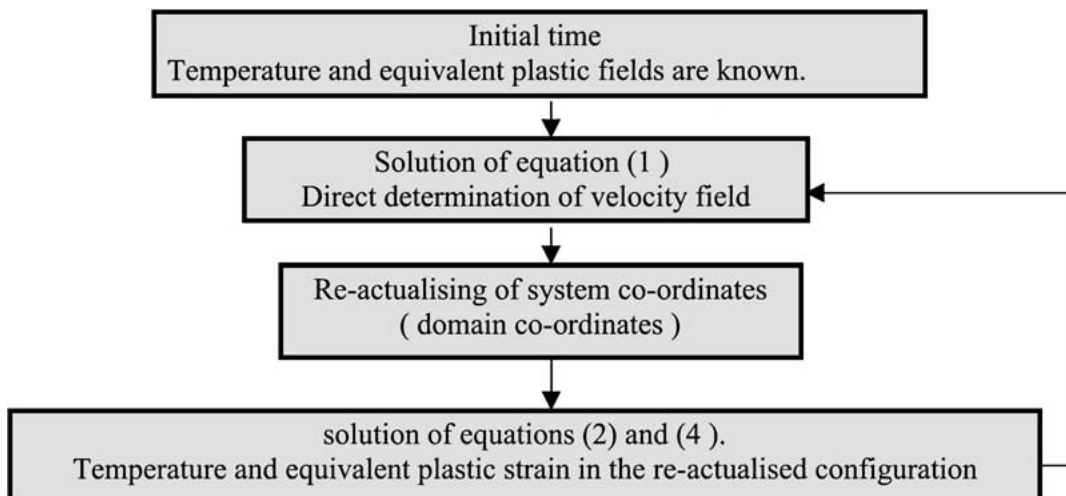 Initial time
Temperature and equivalent plastic fields are known.
Solution of equation (1 )
Direct determination of velocity field
Re-actualising of system co-ordinates
( domain co-ordinates )
solution of equations (2) and (4 ).
Temperature and equivalent plastic strain in the re-actualised configuration